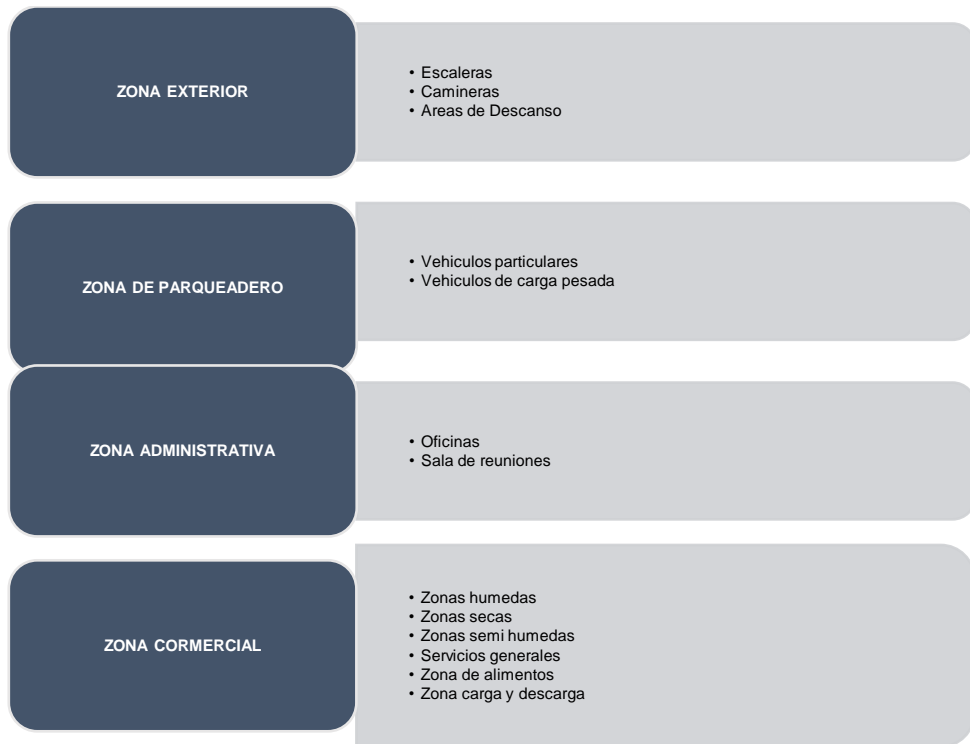 ZONA EXTERIOR
• Escaleras
• Camineras
• Areas de Descanso
ZONA DE PARQUEADERO
• Vehiculos particulares
• Vehiculos de carga pesada
ZONA ADMINISTRATIVA
• Oficinas
• Sala de reuniones
ZONA CORMERCIAL
• Zonas humedas
• Zonas secas
• Zonas semi humedas
• Servicios generales
• Zona de alimentos
• Zona carga y descarga